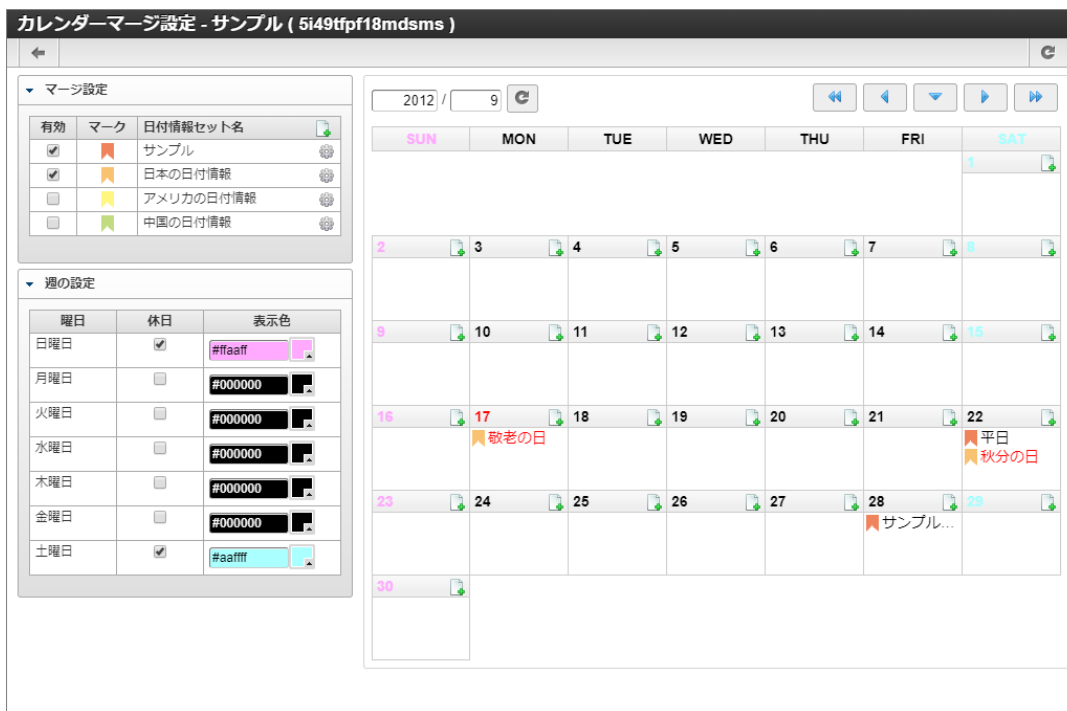 カレンダーマージ設定 - サンプル ( 5i49tfpf18mdsms )
マージ設定
有効 マーク 日付情報セット名
サンプル
日本の日付情報
アメリカの日付情報
中国の日付情報
週の設定
曜日 休日 表示色
日曜日 #ffaaff
月曜日 #000000
火曜日 #000000
水曜日 #000000
木曜日 #000000
金曜日 #000000
土曜日 #aaffff
2012 / 9
SUN MON TUE WED THU FRI SAT
1
2 3 4 5 6 7 8
9 10 11 12 13 14 15
16 17 18 19 20 21 22
敬老の日 平日
秋分の日
23 24 25 26 27 28 29
サンプル...
30